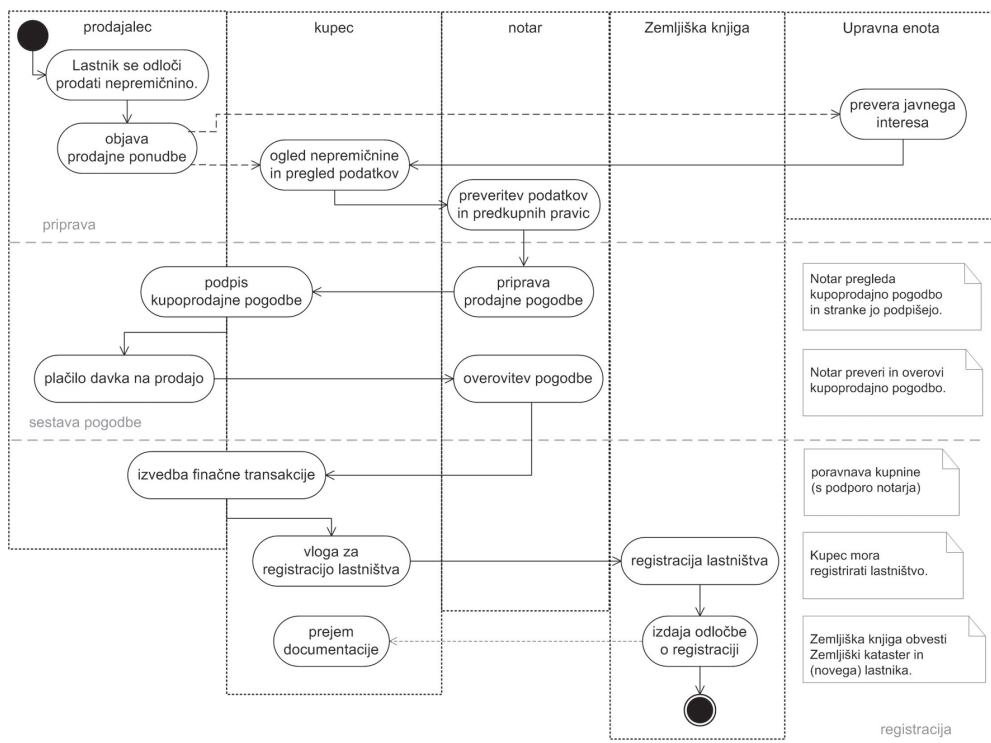 prodajalec
kupec
notar
Zemljiška knjiga
Upravna enota
Lastnik se odloči
prodati nepremičnino.
objava
prodajne ponudbe
prevera javnega
interesa
ogled nepremičnine
in pregled podatkov
preveritev podatkov
in predkupnih pravic
priprava
podpis
kupoprodajne pogodbe
priprava
prodajne pogodbe
Notar pregleda
kupoprodajno pogodbo
in stranke jo podpišejo.
plačilo davka na prodajo
overovitev pogodbe
Notar preveri in overovi
kupoprodajno pogodbo.
sestava pogodbe
izvedba finačne transakcije
poravnava kupnine
(s podporo notarja)
vloga za
registracijo lastništva
registracija lastništva
Kupec mora
registrirati lastništvo.
prejem
documentacije
izdaja odločbe
o registraciji
Zemljiška knjiga obvesti
Zemljiški kataster in
(novega) lastnika.
registracija